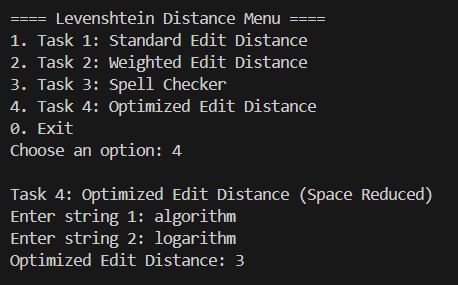 ==== Levenshtein Distance Menu ====
1. Task 1: Standard Edit Distance
2. Task 2: Weighted Edit Distance
3. Task 3: Spell Checker
4. Task 4: Optimized Edit Distance
0. Exit
Choose an option: 4

Task 4: Optimized Edit Distance (Space Reduced)
Enter string 1: algorithm
Enter string 2: logarithm
Optimized Edit Distance: 3